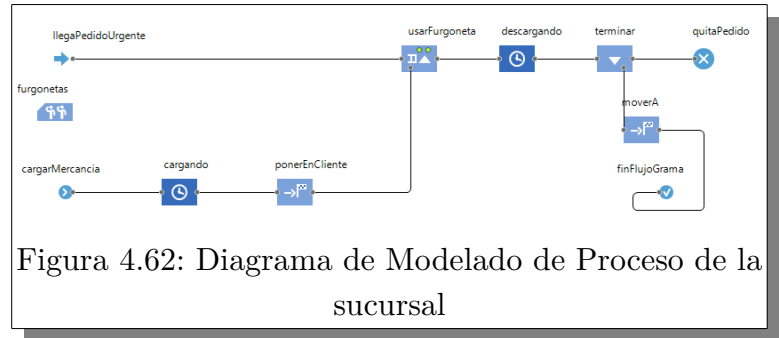 llegaPedidoUrgente
usarFurgoneta
descargando
terminar
quitaPedido
furgonetas
moverA
cargarMercancia
cargando
ponerEnCliente
finFlujoGrama
Figura 4.62: Diagrama de Modelado de Proceso de la
sucursal